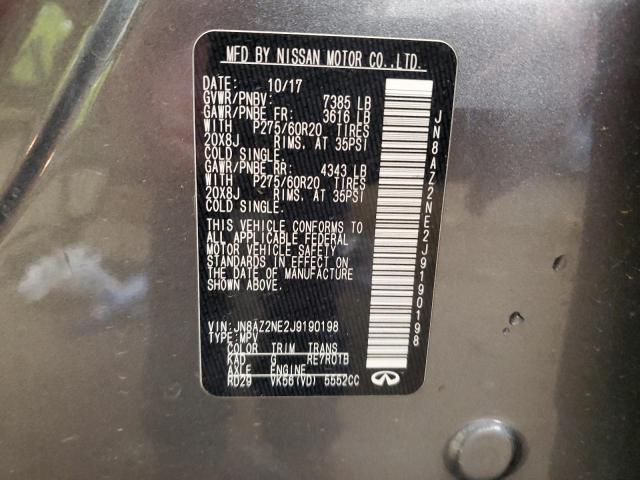 MFD BY NISSAN MOTOR CO.,LTD.
DATE: 10/17
GVWR/PNBV: 7385 LB
GAWR/PNBE FR: 3616 LB
WITH P275/60R20 TIRES
20X8J RIMS. AT 35PSI
COLD SINGLE.
GAWR/PNBE RR: 4343 LB
WITH P275/60R20 TIRES
20X8J RIMS. AT 35PSI
COLD SINGLE.
THIS VEHICLE CONFORMS TO
ALL APPLICABLE FEDERAL
MOTOR VEHICLE SAFETY
STANDARDS IN EFFECT ON
THE DATE OF MANUFACTURE
SHOWN ABOVE.
VIN: JN8AZ2NE2J9190198
TYPE: MPV
COLOR TRIM TRANS
KAD G RE7R01B
AXLE ENGINE
RD29 VK56(VD) 5552CC
JN8AZ2NE2J9190198